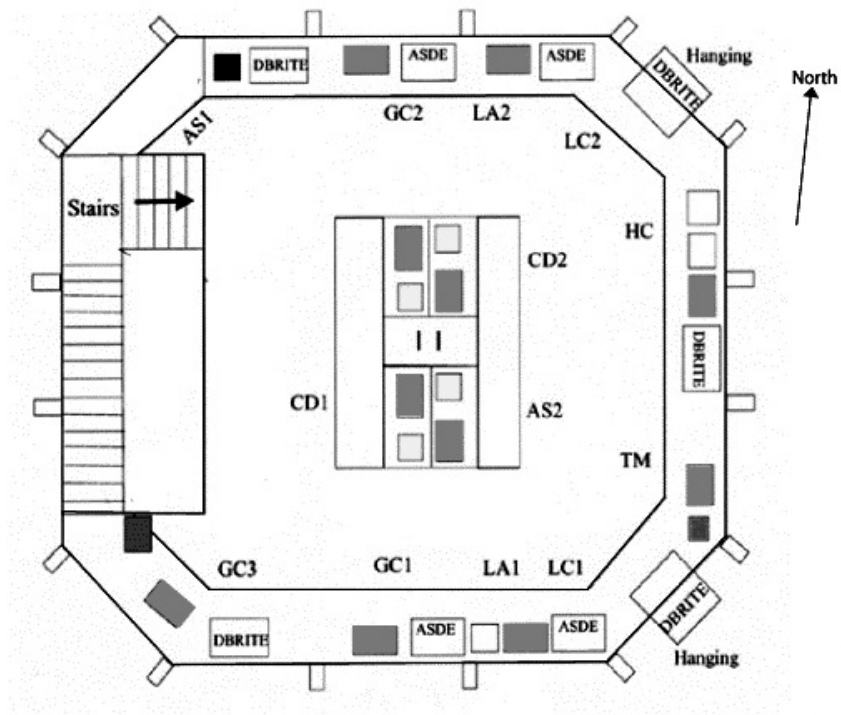 DBRITE
ASDE
ASDE
Hanging
DBRITE
North
AS1
GC2
LA2
LC2
Stairs
HC
CD2
DBRITE
CD1
AS2
TM
GC3
GC1
LA1
LC1
DBRITE
ASDE
ASDE
DBRITE
Hanging